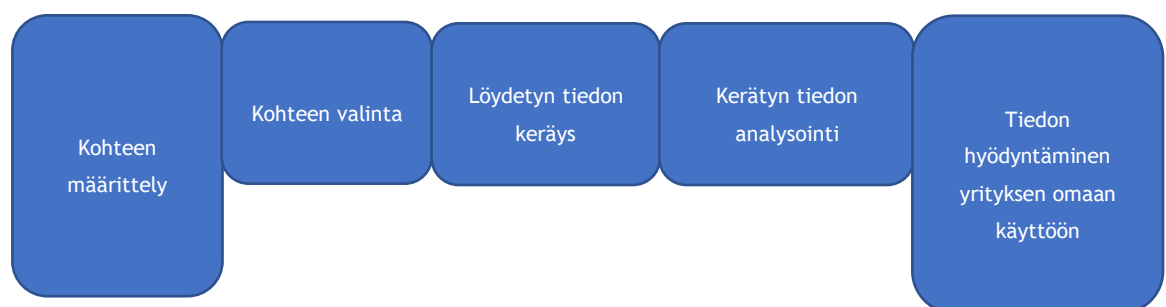 Kohteen
määrittely
Kohteen valinta
Löydetyn tiedon
keräys
Kerätyn tiedon
analysointi
Tiedon
hyödyntäminen
yrityksen omaan
käyttöön